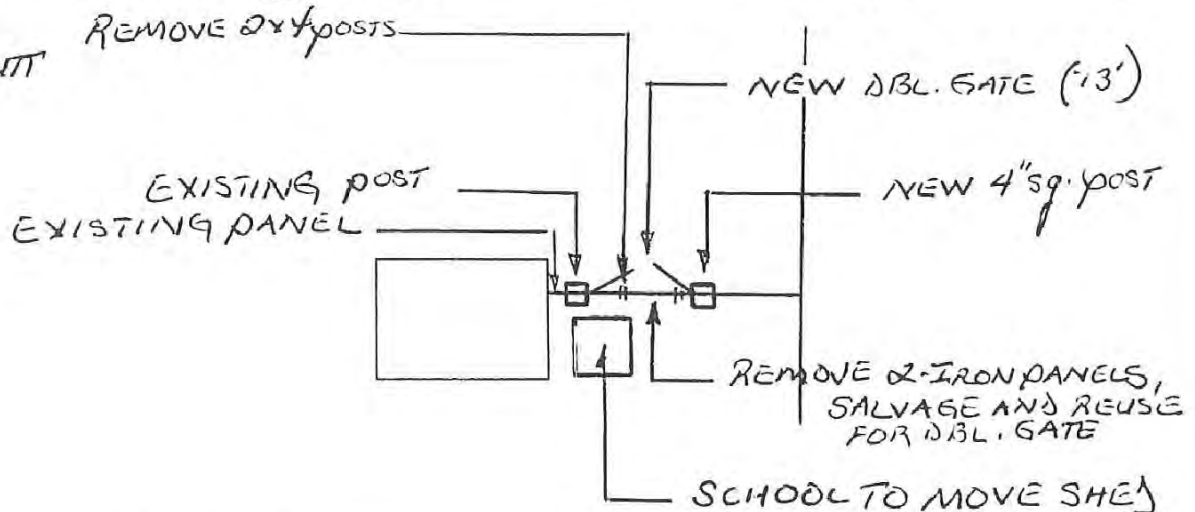 REMOVE 2x4 POSTS
NEW DBL. GATE (~13')
EXISTING POST
EXISTING PANEL
NEW 4" SQ. POST
REMOVE 2-IRON PANELS,
SALVAGE AND REUSE
FOR DBL. GATE
SCHOOL TO MOVE SHED